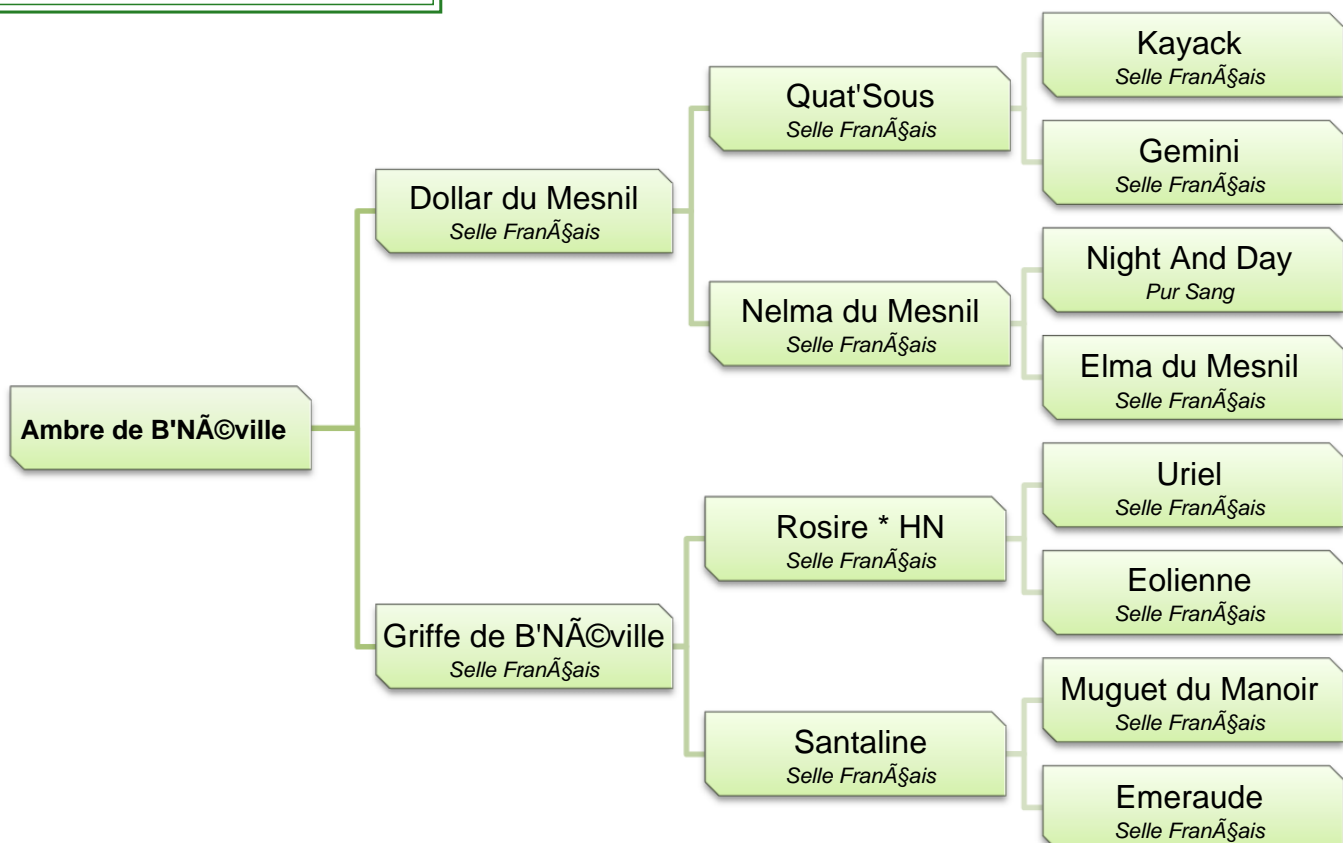 Kayack
Selle FranÃ§ais
Quat'Sous
Selle FranÃ§ais
Gemini
Selle FranÃ§ais
Dollar du Mesnil
Selle FranÃ§ais
Night And Day
Pur Sang
Nelma du Mesnil
Selle FranÃ§ais
Elma du Mesnil
Selle FranÃ§ais
Ambre de B'NÃ©ville
Uriel
Selle FranÃ§ais
Rosire * HN
Selle FranÃ§ais
Eolienne
Selle FranÃ§ais
Griffe de B'NÃ©ville
Selle FranÃ§ais
Muguet du Manoir
Selle FranÃ§ais
Santaline
Selle FranÃ§ais
Emeraude
Selle FranÃ§ais